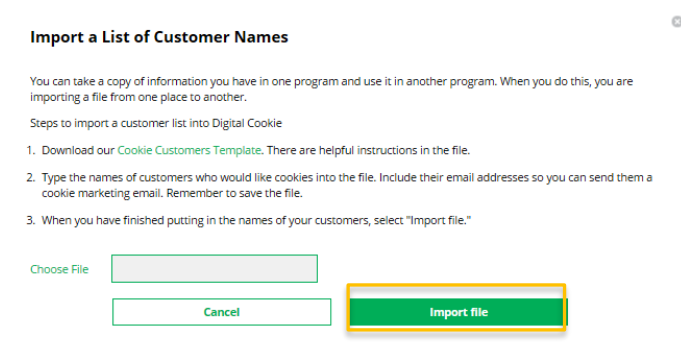 Import a List of Customer Names
You can take a copy of information you have in one program and use it in another program. When you do this, you are
importing a file from one place to another.
Steps to import a customer list into Digital Cookie
1. Download our Cookie Customers Template. There are helpful instructions in the file.
2. Type the names of customers who would like cookies into the file. Include their email addresses so you can send them a
cookie marketing email. Remember to save the file.
3. When you have finished putting in the names of your customers, select "Import file."
Choose File
Cancel Import file